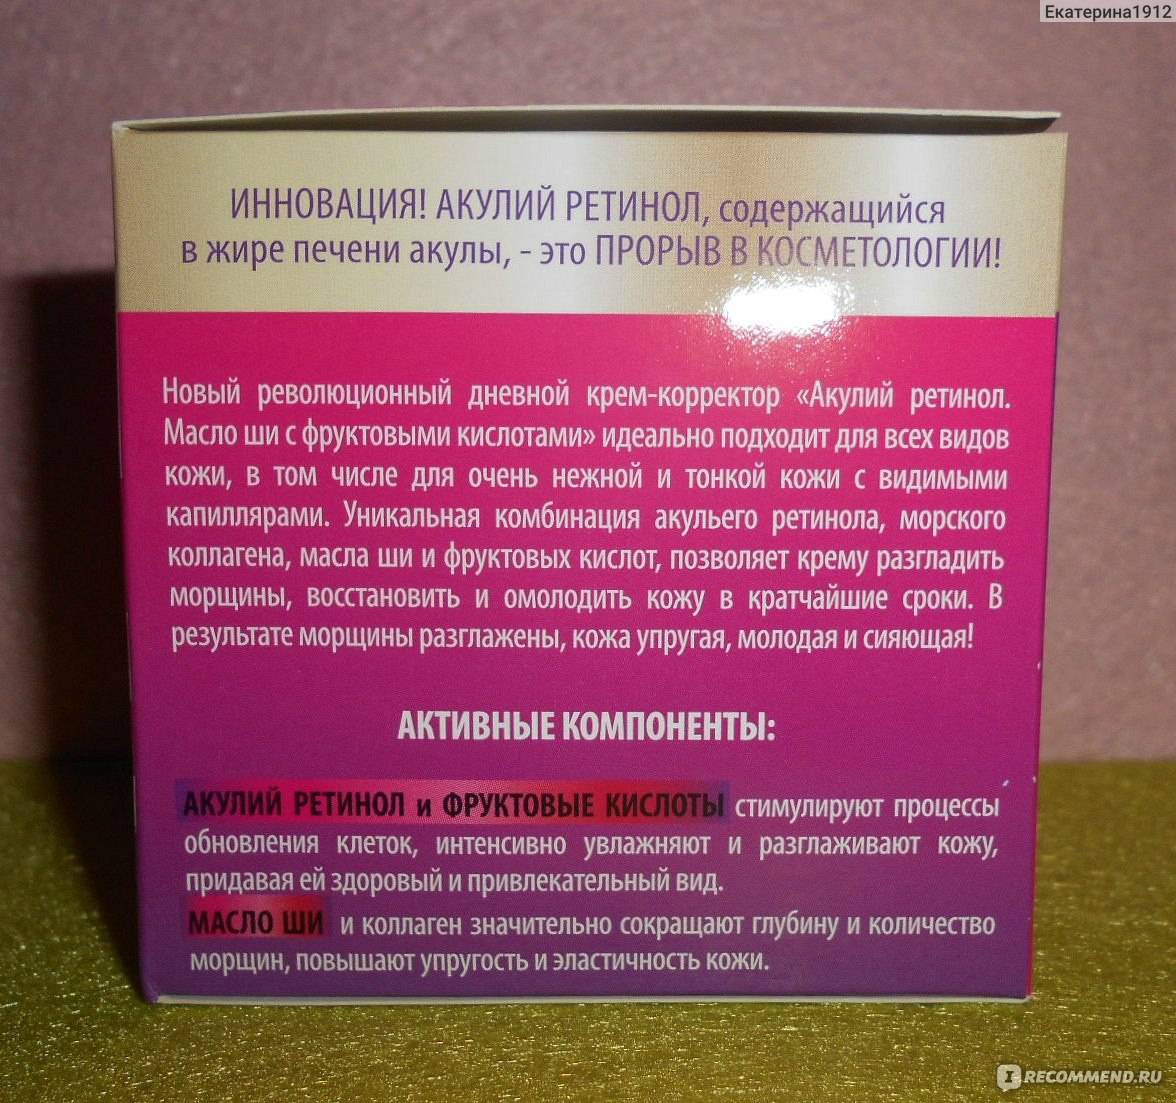 Екатерина1912
ИННОВАЦИЯ! АКУЛИЙ РЕТИНОЛ, содержащийся
в жире печени акулы, - это ПРОРЫВ В КОСМЕТОЛОГИИ!
Новый революционный дневной крем-корректор «Акулий ретинол.
Масло ши с фруктовыми кислотами» идеально подходит для всех видов
кожи, в том числе для очень нежной и тонкой кожи с видимыми
капиллярами. Уникальная комбинация акульего ретинола, морского
коллагена, масла ши и фруктовых кислот, позволяет крему разгладить
морщины, восстановить и омолодить кожу в кратчайшие сроки. В
результате морщины разглажены, кожа упругая, молодая и сияющая!
АКТИВНЫЕ КОМПОНЕНТЫ:
АКУЛИЙ РЕТИНОЛ и ФРУКТОВЫЕ КИСЛОТЫ стимулируют процессы
обновления клеток, интенсивно увлажняют и разглаживают кожу,
придавая ей здоровый и привлекательный вид.
МАСЛО ШИ и коллаген значительно сокращают глубину и количество
морщин, повышают упругость и эластичность кожи.
IRECOMMEND.RU